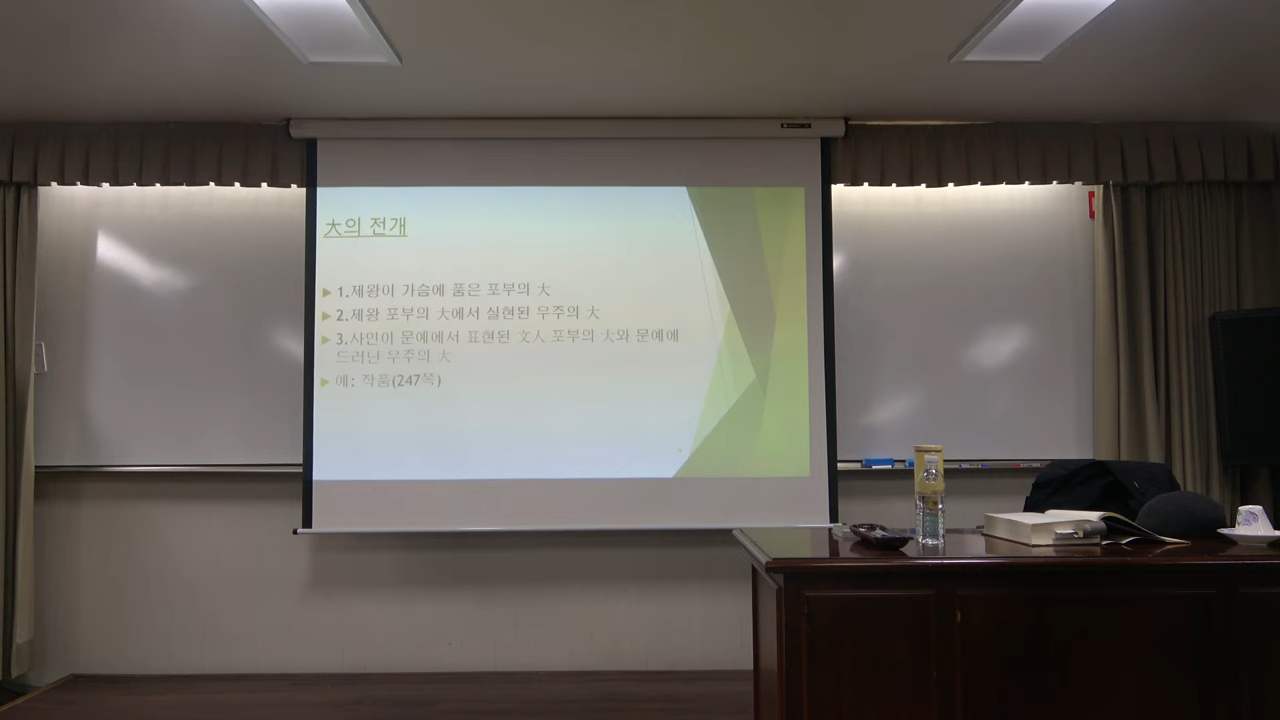 大의 전개
1.제왕이 가슴에 품은 포부의 大
2.제왕 포부의 大에서 실현된 우주의 大
3.사인이 문예에서 표현된 文人 포부의 大와 문예에
드러난 우주의 大
예: 작품(247쪽)